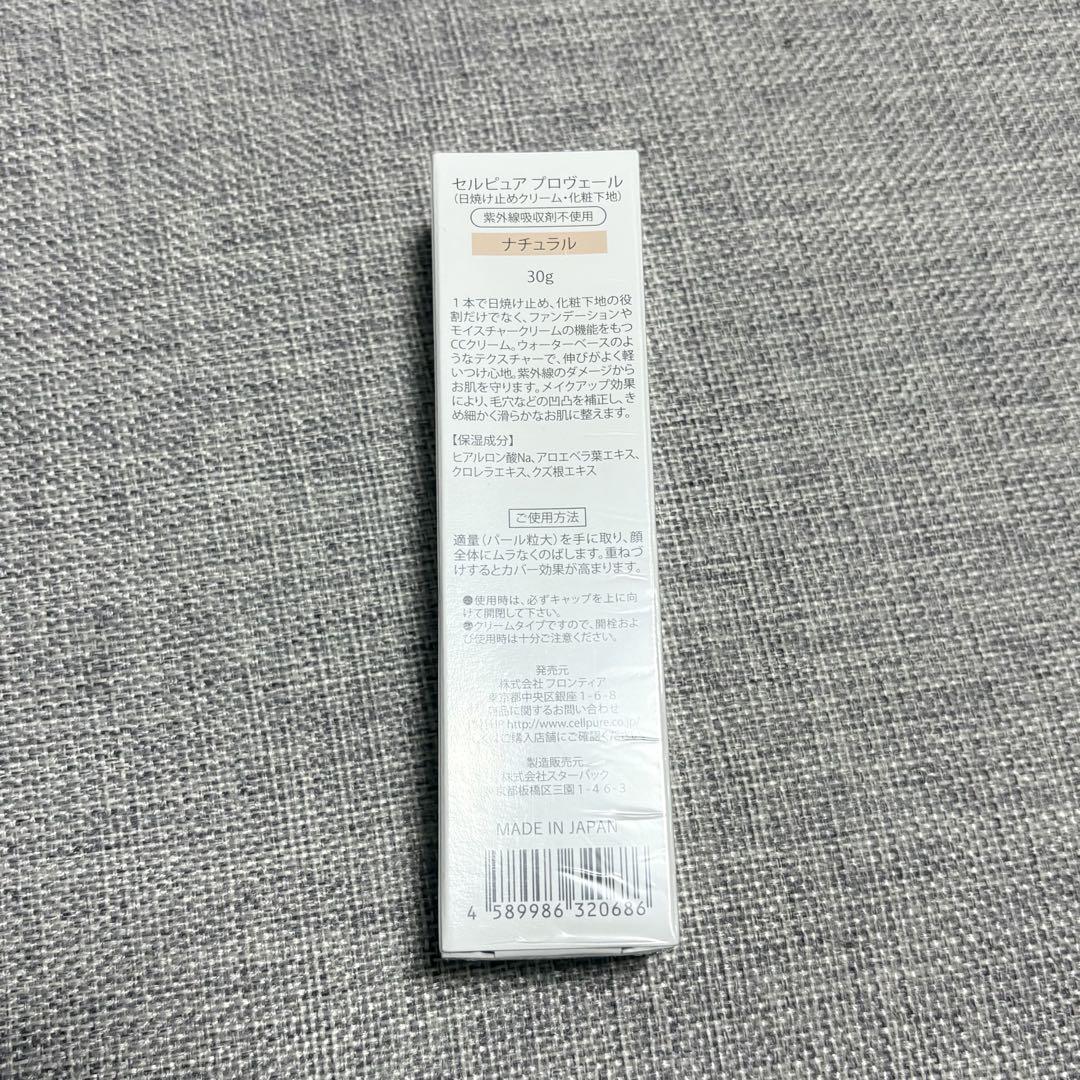 セルピュア プロヴェール
(日焼け止めクリーム・化粧下地)
紫外線吸収剤不使用
ナチュラル
30g
1本で日焼け止め、化粧下地の役
割だけでなく、ファンデーションや
モイスチャークリームの機能をもつ
CCクリーム。ウォーターベースのよ
うなテクスチャーで、伸びがよく軽
いつけ心地。紫外線のダメージから
お肌を守ります。メイクアップ効果
により、毛穴などの凹凸を補正し、き
め細かく滑らかなお肌に整えます。
【保湿成分】
ヒアルロン酸Na、アロエベラ葉エキス、
クロレラエキス、クズ根エキス
ご使用方法
適量(パール粒大)を手に取り、顔
全体にムラなくのばします。重ねづ
けするとカバー効果が高まります。
●使用時は、必ずキャップを上に向
けて開閉して下さい。
●クリームタイプですので、開栓およ
び使用時は十分ご注意ください。
発売元
株式会社 フロンティア
東京都中央区銀座1-6-8
商品に関するお問い合わせ
http://www.cellpure.co.jp/
ご購入店舗にご確認ください
製造販売元
株式会社スターパック
京都板橋区三園1-46-3
MADE IN JAPAN
4 589986 320686